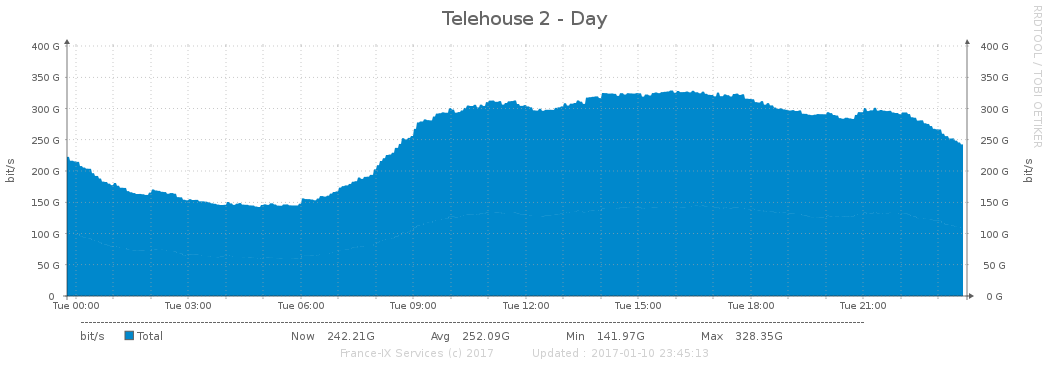 Telehouse 2 - Day
RRDTOOL / TOBI OETIKER
bit/s
400 G 400 G
350 G 350 G
300 G 300 G
250 G 250 G
200 G 200 G
150 G 150 G
100 G 100 G
50 G 50 G
0 0 G
bit/s
Tue 00:00 Tue 03:00 Tue 06:00 Tue 09:00 Tue 12:00 Tue 15:00 Tue 18:00 Tue 21:00
bit/s Total Now 242.21G Avg 252.09G Min 141.97G Max 328.35G
France-IX Services (c) 2017 Updated : 2017-01-10 23:45:13